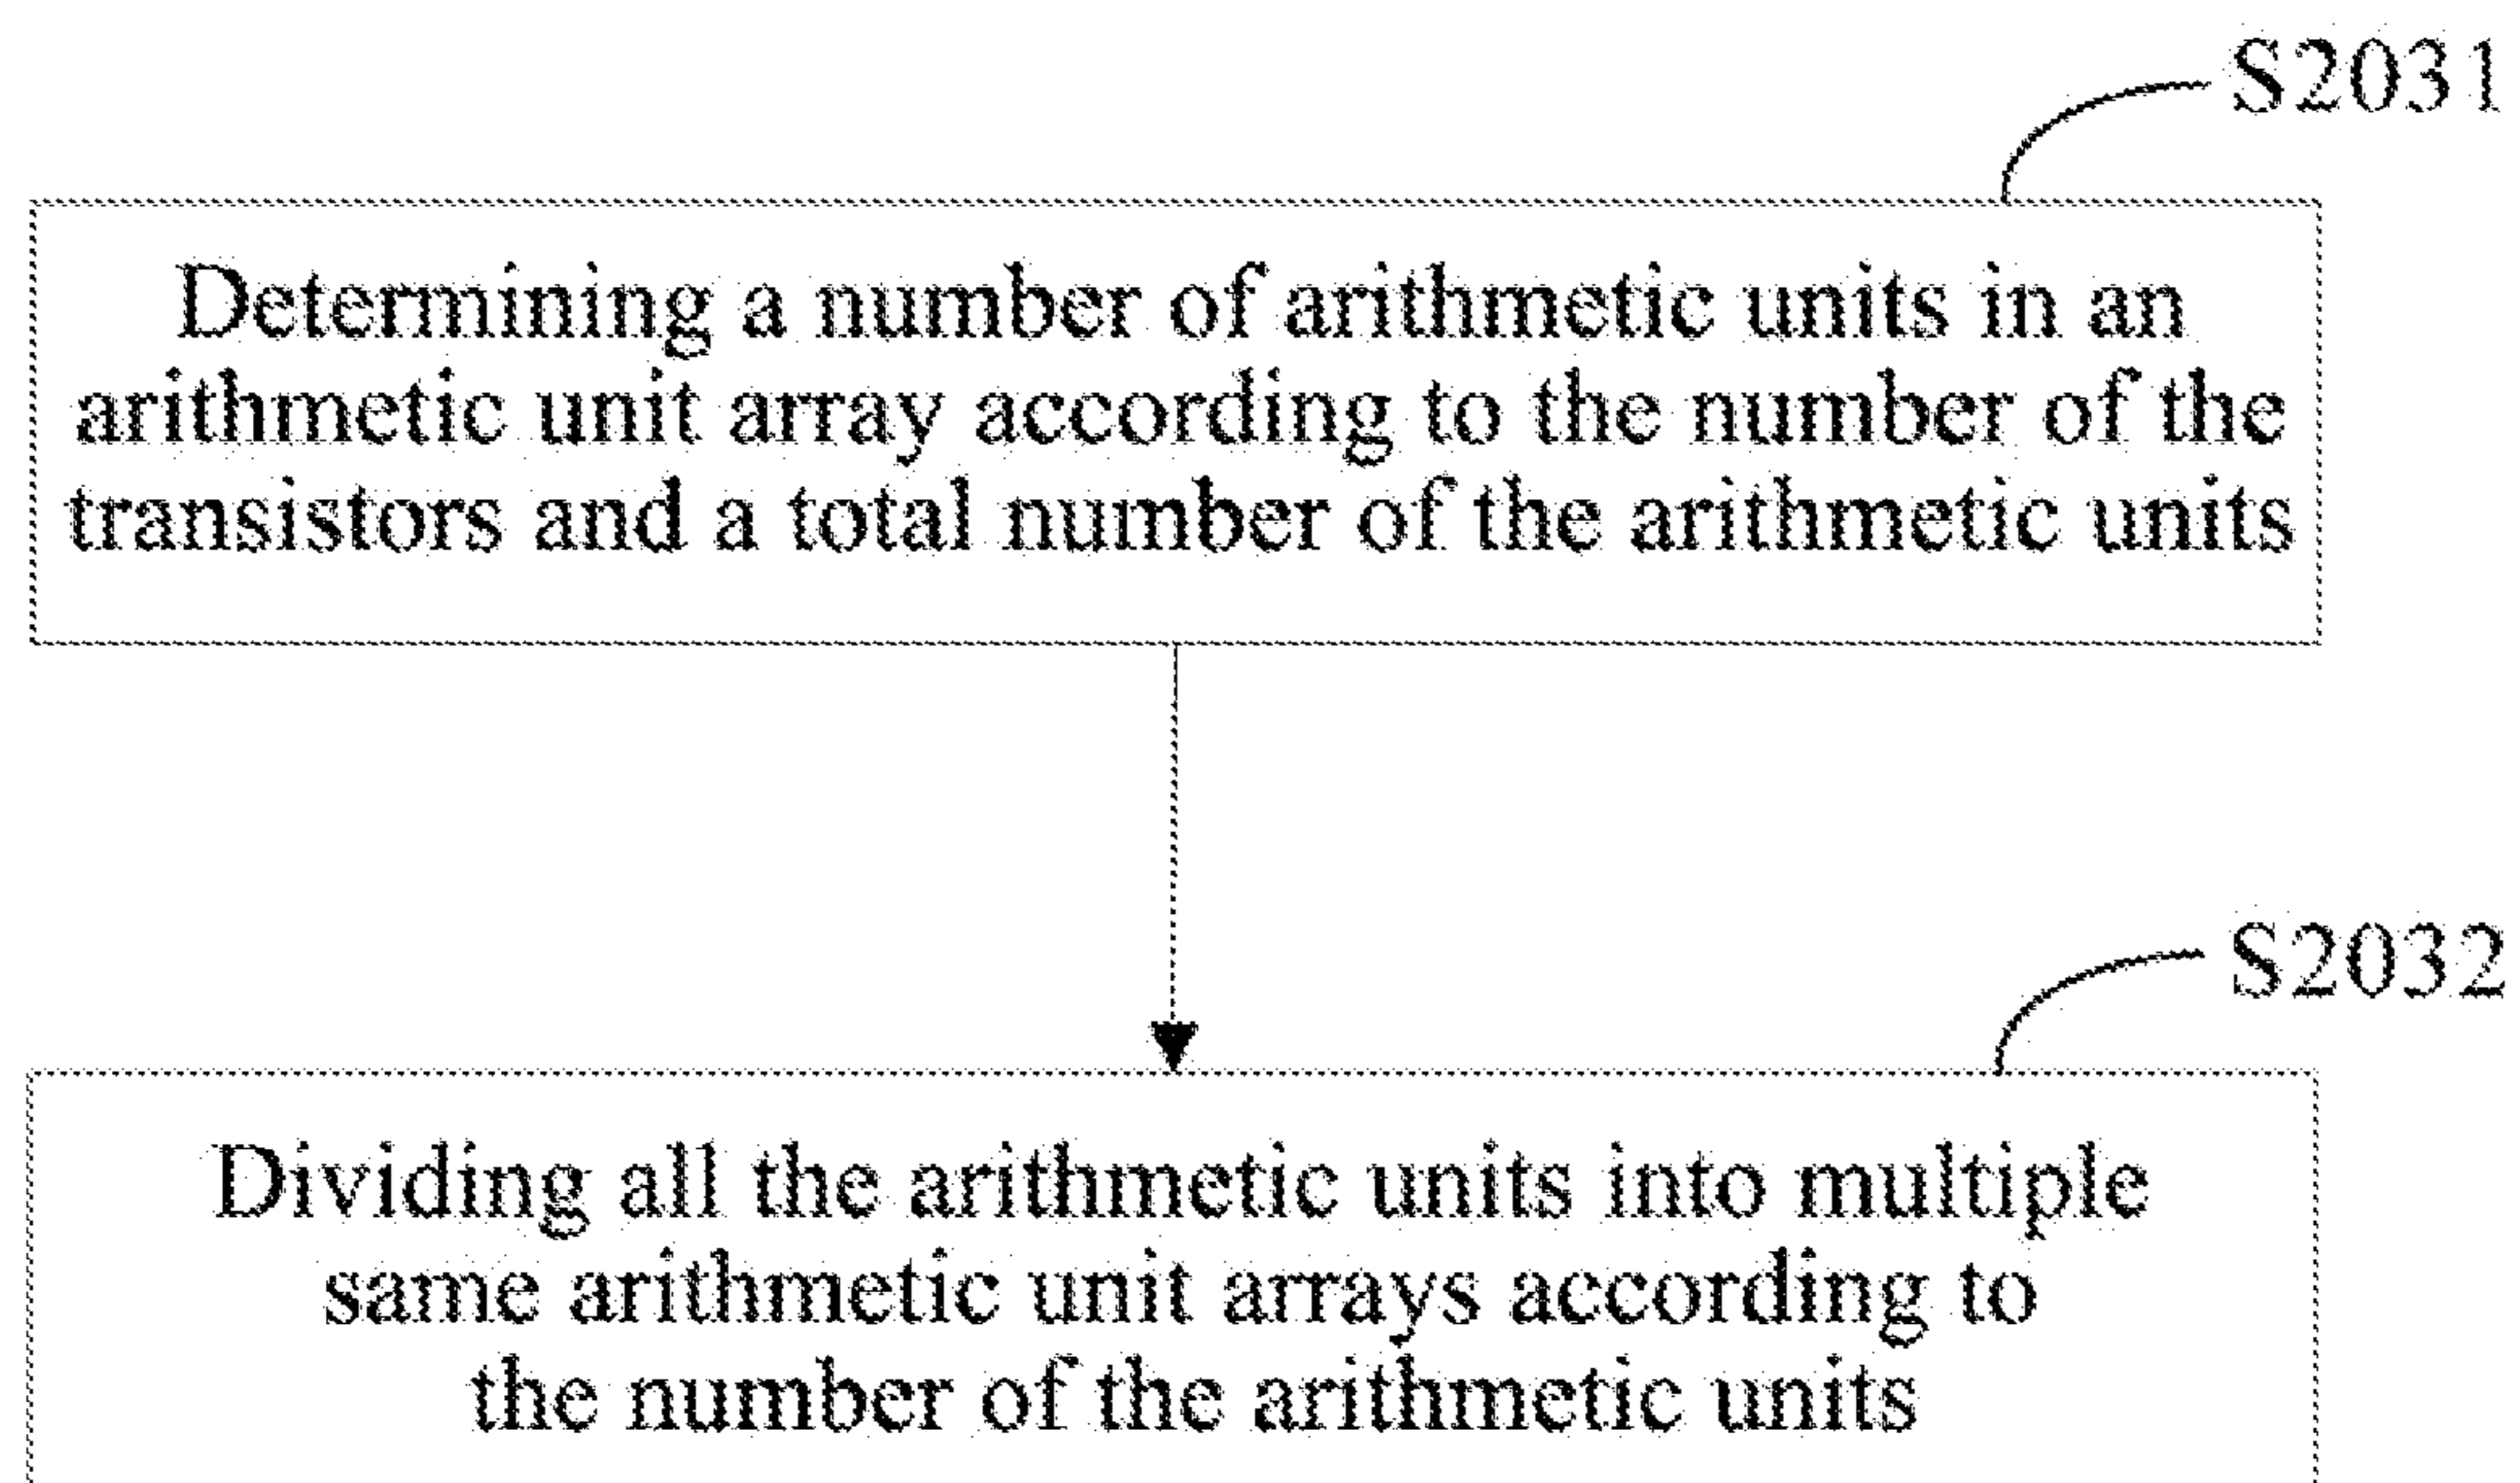 S2031
Determining a number of arithmetic units in an
arithmetic unit array according to the number of the
transistors and a total number of the arithmetic units
S2032
Dividing all the arithmetic units into multiple
same arithmetic unit arrays according to
the number of the arithmetic units